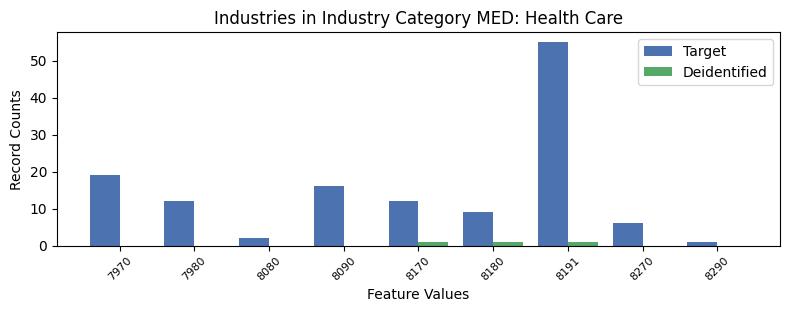 Industries in Industry Category MED: Health Care
Target
Deidentified
Record Counts
50
40
30
20
10
0
7970 7980 8080 8090 8170 8180 8191 8270 8290
Feature Values